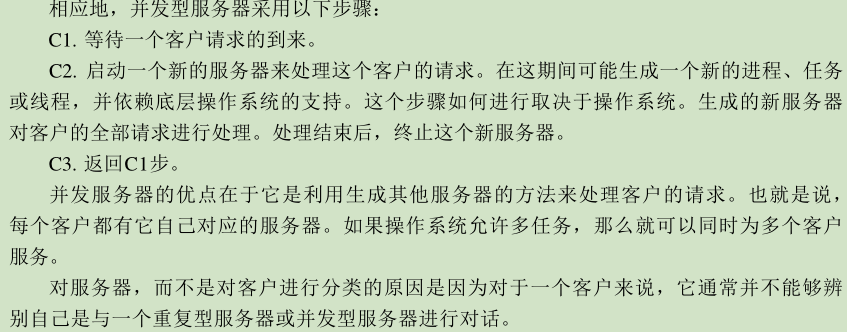 相应地，并发型服务器采用以下步骤：
C1. 等待一个客户请求的到来。
C2. 启动一个新的服务器来处理这个客户的请求。在这期间可能生成一个新的进程、任务
或线程，并依赖底层操作系统的支持。这个步骤如何进行取决于操作系统。生成的新服务器
对客户的全部请求进行处理。处理结束后，终止这个新服务器。
C3. 返回C1步。
并发服务器的优点在于它是利用生成其他服务器的方法来处理客户的请求。也就是说，
每个客户都有它自己对应的服务器。如果操作系统允许多任务，那么就可以同时为多个客户
服务。
对服务器，而不是对客户进行分类的原因是因为对于一个客户来说，它通常并不能够辨
别自己是与一个重复型服务器或并发型服务器进行对话。